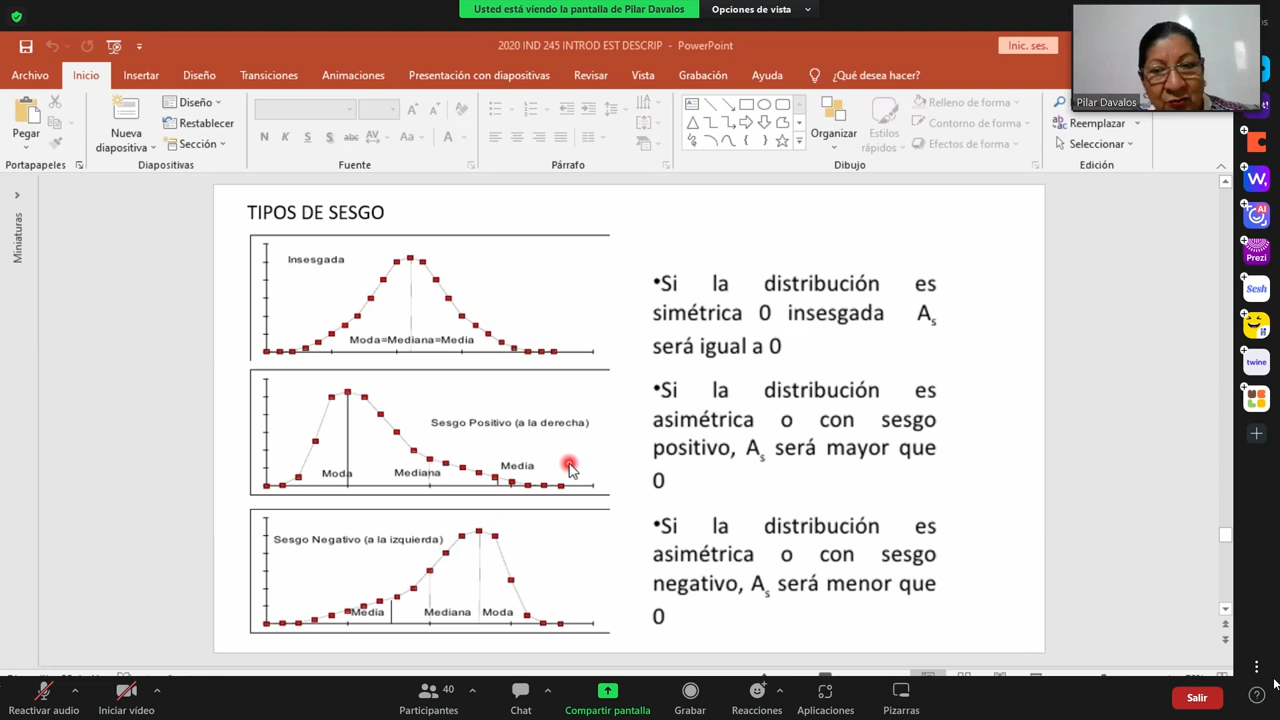 Usted está viendo la pantalla de Pilar Davalos
Opciones de vista
2020 IND 245 INTROD EST DESCRIP - PowerPoint
Inic. ses.
Archivo Inicio Insertar Diseño Transiciones Animaciones Presentación con diapositivas Revisar Vista Grabación Ayuda ¿Qué desea hacer?
Pilar Davalos
Pegar
Nueva diapositiva
Diseño
Restablecer
Sección
N K S S abc AV Aa A
Organizar
Estilos rápidos
Relleno de forma
Contorno de forma
Efectos de forma
Reemplazar
Seleccionar
Portapapeles Diapositivas Fuente Párrafo Dibujo Edición
Miniaturas
TIPOS DE SESGO
Insesgada
Moda=Mediana=Media
Sesgo Positivo (a la derecha)
Moda Mediana Media
Sesgo Negativo (a la izquierda)
Media Mediana Moda
•Si la distribución es
simétrica 0 insesgada As
será igual a 0
•Si la distribución es
asimétrica o con sesgo
positivo, As será mayor que
0
•Si la distribución es
asimétrica o con sesgo
negativo, As será menor que
0
W
AI
Prezi
Sesh
twine
Reactivar audio
Iniciar video
40
Participantes
Chat
Compartir pantalla
Grabar
Reacciones
Aplicaciones
Pizarras
Salir